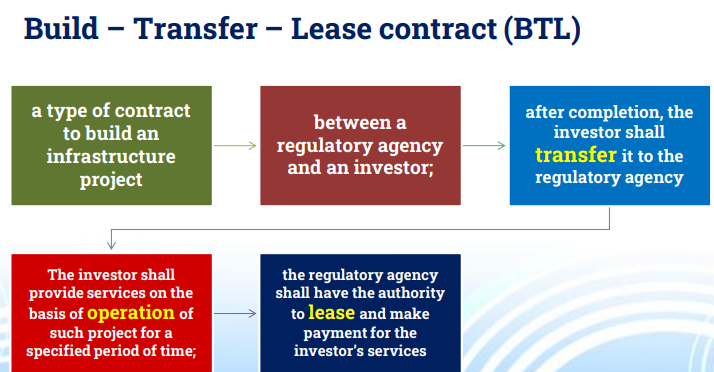 Build – Transfer – Lease contract (BTL)
a type of contract
to build an
infrastructure
project
between a
regulatory agency
and an investor;
after completion, the
investor shall
transfer it to the
regulatory agency
The investor shall
provide services on the
basis of operation of
such project for a
specified period of time;
the regulatory agency
shall have the authority
to lease and make
payment for the
investor’s services